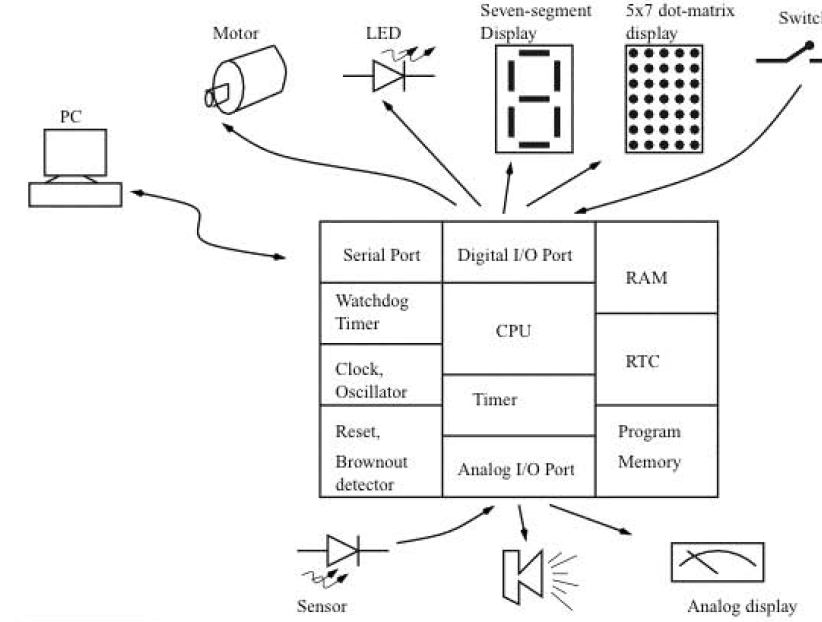 Seven-segment
Display
5x7 dot-matrix
display
Motor
LED
PC
Serial Port
Digital I/O Port
RAM
Watchdog
Timer
CPU
RTC
Clock,
Oscillator
Timer
Reset,
Brownout
detector
Analog I/O Port
Program
Memory
Sensor
Analog display